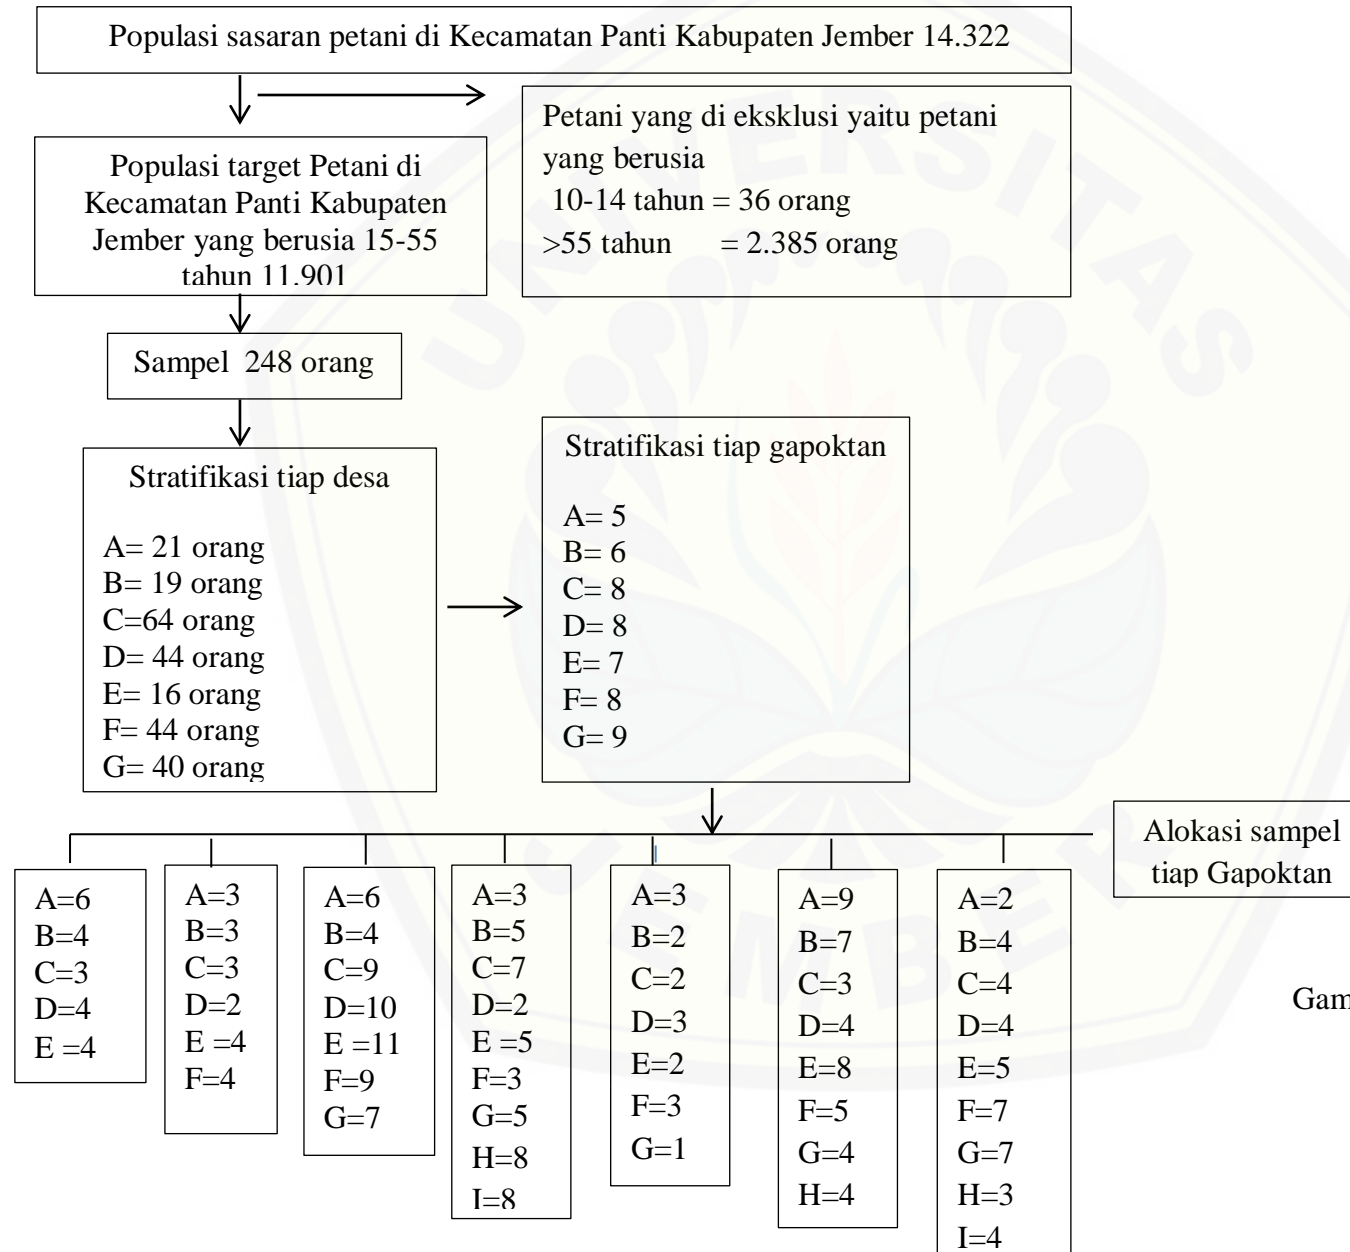 Populasi sasaran petani di Kecamatan Panti Kabupaten Jember 14.322
Petani yang di eksklusi yaitu petani
yang berusia
10-14 tahun = 36 orang
>55 tahun = 2.385 orang
Populasi target Petani di
Kecamatan Panti Kabupaten
Jember yang berusia 15-55
tahun 11.901
Sampel 248 orang
Stratifikasi tiap desa
A= 21 orang
B= 19 orang
C=64 orang
D= 44 orang
E= 16 orang
F= 44 orang
G= 40 orang
Stratifikasi tiap gapoktan
A= 5
B= 6
C= 8
D= 8
E= 7
F= 8
G= 9
Alokasi sampel
tiap Gapoktan
A=6
B=4
C=3
D=4
E =4
A=3
B=3
C=3
D=2
E =4
F=4
A=6
B=4
C=9
D=10
E =11
F=9
G=7
A=3
B=5
C=7
D=2
E =5
F=3
G=5
H=8
I=8
A=3
B=2
C=2
D=3
E=2
F=3
G=1
A=9
B=7
C=3
D=4
E=8
F=5
G=4
H=4
A=2
B=4
C=4
D=4
E=5
F=7
G=7
H=3
I=4
Gam
UNIVERSITAS
JEMBER